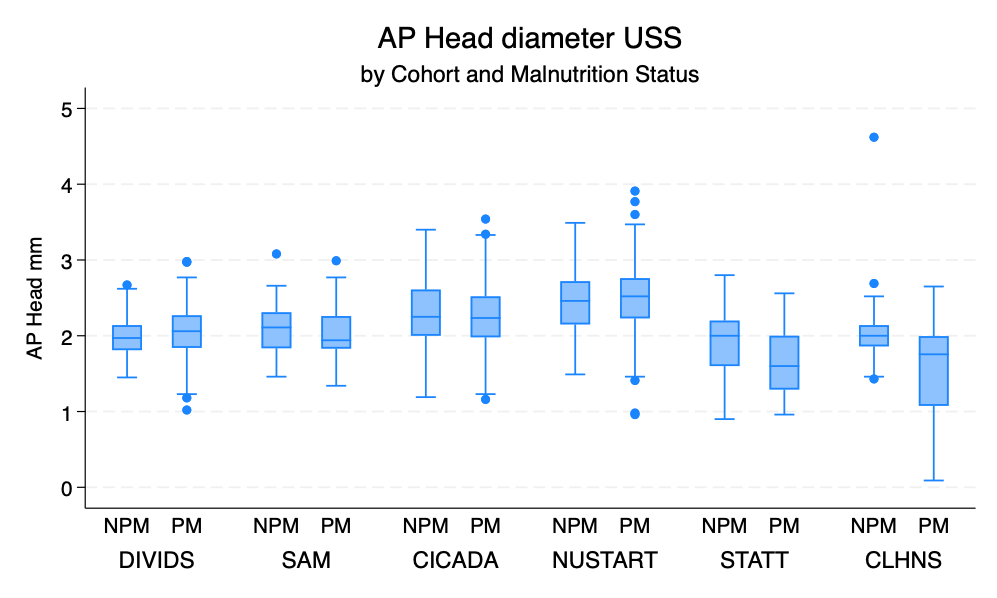 AP Head diameter USS
by Cohort and Malnutrition Status
AP Head mm
5
4
3
2
1
0
NPM PM NPM PM NPM PM NPM PM NPM PM NPM PM
DIVIDS SAM CICADA NUSTART STATT CLHNS